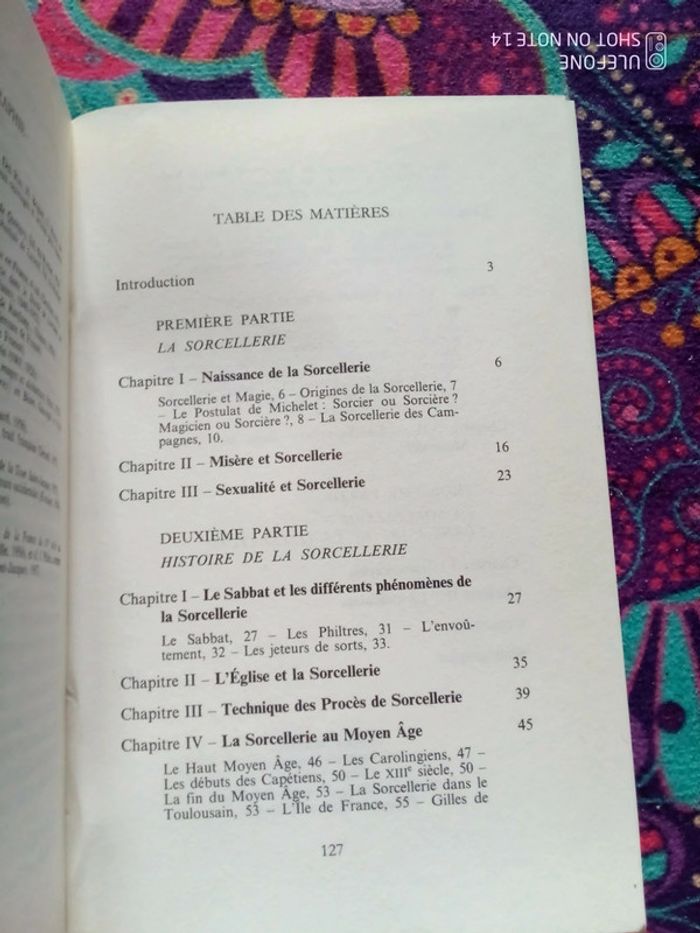 ULEFONE
SHOT ON NOTE 14
TABLE DES MATIÈRES
Introduction 3
PREMIÈRE PARTIE
LA SORCELLERIE
Chapitre I – Naissance de la Sorcellerie 6
Sorcellerie et Magie, 6 – Origines de la Sorcellerie, 7
– Le Postulat de Michelet : Sorcier ou Sorcière ?
Magicien ou Sorcière ?, 8 – La Sorcellerie des Cam-
pagnes, 10.
Chapitre II – Misère et Sorcellerie 16
Chapitre III – Sexualité et Sorcellerie 23
DEUXIÈME PARTIE
HISTOIRE DE LA SORCELLERIE
Chapitre I – Le Sabbat et les différents phénomènes de
la Sorcellerie 27
Le Sabbat, 27 – Les Philtres, 31 – L'envoû-
tement, 32 – Les jeteurs de sorts, 33.
Chapitre II – L'Église et la Sorcellerie 35
Chapitre III – Technique des Procès de Sorcellerie 39
Chapitre IV – La Sorcellerie au Moyen Âge 45
Le Haut Moyen Âge, 46 – Les Carolingiens, 47 –
Les débuts des Capétiens, 50 – Le XIIIe siècle, 50 –
La fin du Moyen Âge, 53 – La Sorcellerie dans le
Toulousain, 53 – L'Ile de France, 55 – Gilles de
127